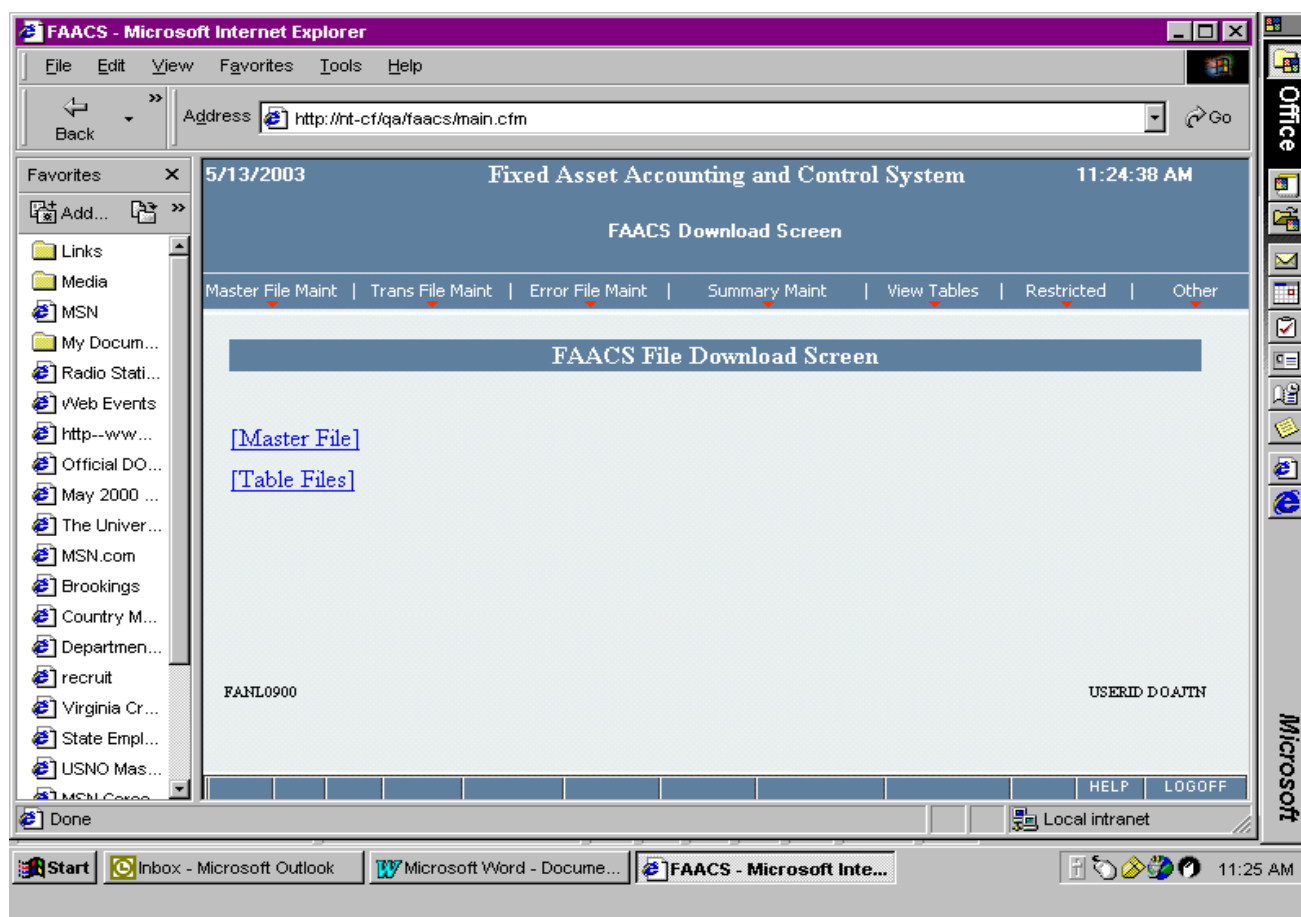 FAACS - Microsoft Internet Explorer
File Edit View Favorites Tools Help
Back » Address http://nt-cf/qa/faacs/main.cfm Go
Favorites
Add... »
Links
Media
MSN
My Docum...
Radio Stati...
Web Events
http--ww...
Official DO...
May 2000 ...
The Univer...
MSN.com
Brookings
Country M...
Departmen...
recruit
Virginia Cr...
State Empl...
USNO Mas...
5/13/2003 Fixed Asset Accounting and Control System 11:24:38 AM
FAACS Download Screen
Master File Maint | Trans File Maint | Error File Maint | Summary Maint | View Tables | Restricted | Other
FAACS File Download Screen
[Master File]
[Table Files]
FANL0900 USERID DOAJTN
HELP LOGOFF
Done Local intranet
Office
Microsoft
Start Inbox - Microsoft Outlook Microsoft Word - Docume... FAACS - Microsoft Inte... 11:25 AM